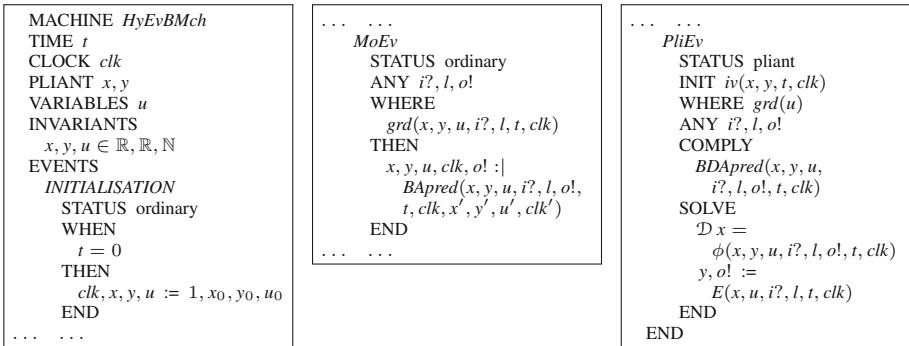 MACHINE HyEvBMch
TIME t
CLOCK clk
PLIANT x, y
VARIABLES u
INVARIANTS
x, y, u ∈ ℝ, ℝ, ℕ
EVENTS
INITIALISATION
STATUS ordinary
WHEN
t = 0
THEN
clk, x, y, u := 1, x₀, y₀, u₀
END
. . . . . .
. . . . . .
MoEv
STATUS ordinary
ANY i?, l, o!
WHERE
grd(x, y, u, i?, l, t, clk)
THEN
x, y, u, clk, o! :|
BApred(x, y, u, i?, l, o!,
t, clk, x′, y′, u′, clk′)
END
. . . . . .
. . . . . .
PliEv
STATUS pliant
INIT iv(x, y, t, clk)
WHERE grd(u)
ANY i?, l, o!
COMPLY
BDApred(x, y, u,
i?, l, o!, t, clk)
SOLVE
𝒟 x =
ϕ(x, y, u, i?, l, o!, t, clk)
y, o! :=
E(x, u, i?, l, t, clk)
END
END